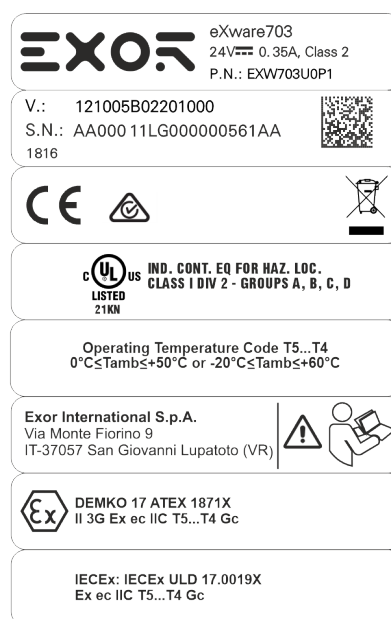 EXOR
eXware703
24V 0.35A, Class 2
P.N.: EXW703U0P1
V.: 121005B02201000
S.N.: AA000 11LG000000561AA
1816
CE
C UL US
LISTED
21KN
IND. CONT. EQ FOR HAZ. LOC.
CLASS I DIV 2 - GROUPS A, B, C, D
Operating Temperature Code T5...T4
0°C≤Tamb≤+50°C or -20°C≤Tamb≤+60°C
Exor International S.p.A.
Via Monte Fiorino 9
IT-37057 San Giovanni Lupatoto (VR)
Ex
DEMKO 17 ATEX 1871X
II 3G Ex ec IIC T5...T4 Gc
IECEx: IECEx ULD 17.0019X
Ex ec IIC T5...T4 Gc